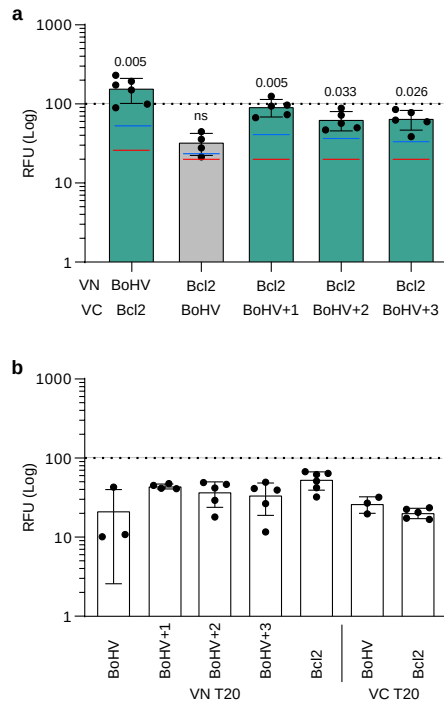 a
1000
0.005
0.005
0.033
0.026
ns
100
RFU (Log)
10
1
VN BoHV Bcl2 Bcl2 Bcl2 Bcl2
VC Bcl2 BoHV BoHV+1 BoHV+2 BoHV+3
b
1000
100
RFU (Log)
10
1
BoHV BoHV+1 BoHV+2 BoHV+3 Bcl2 BoHV Bcl2
VN T20 VC T20